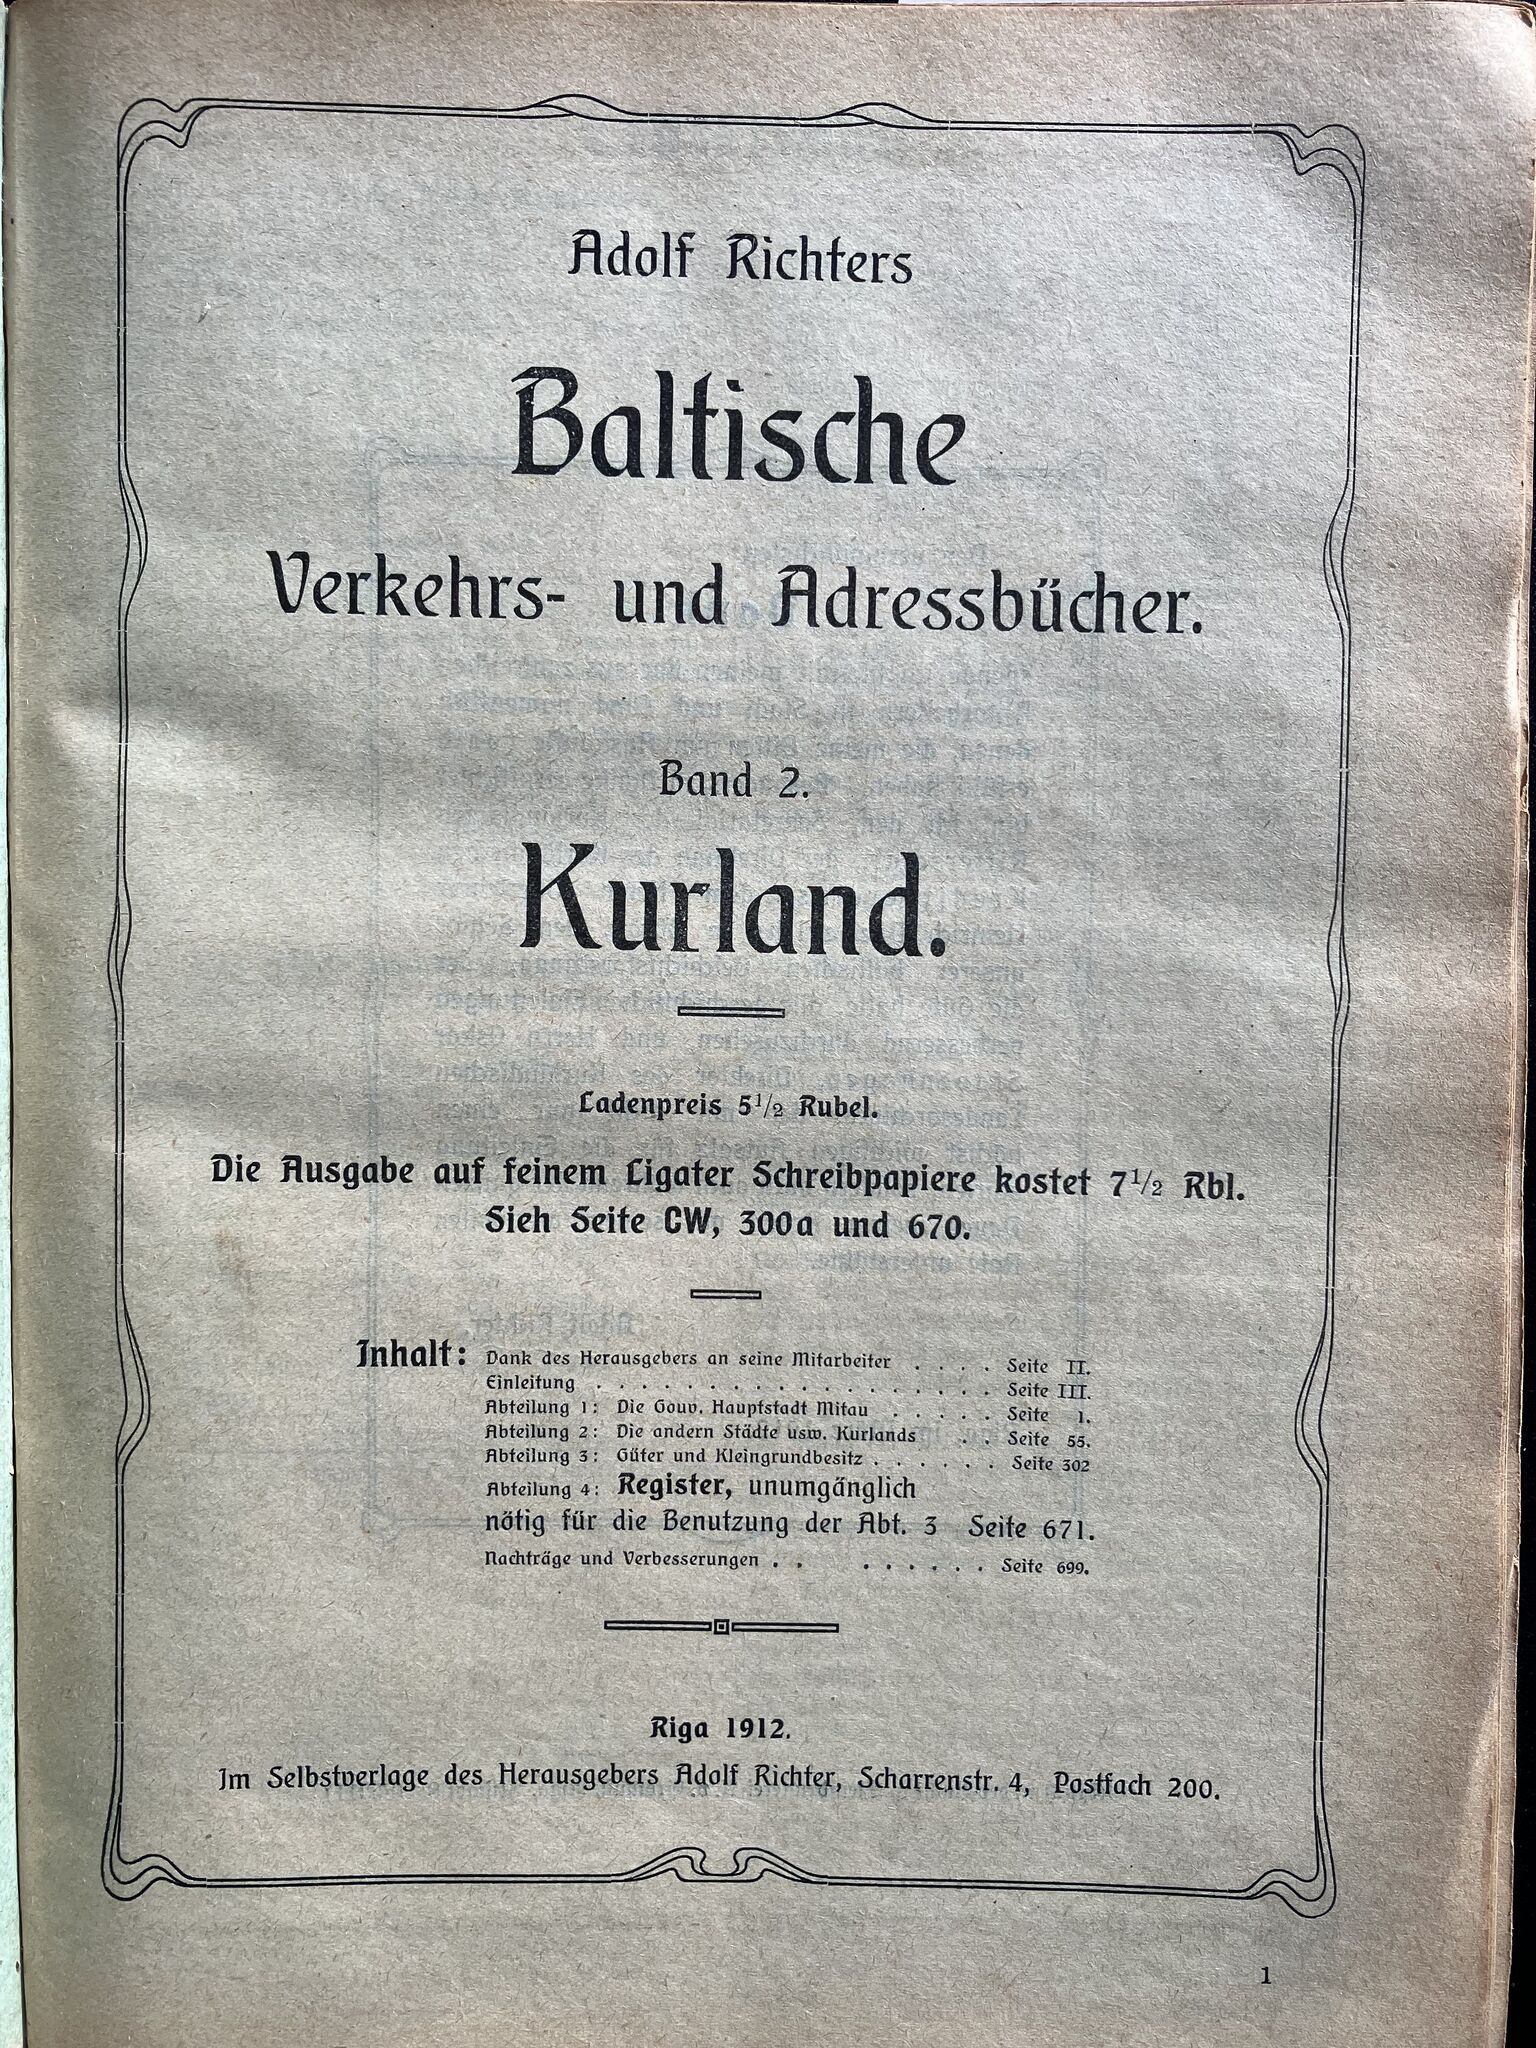 Adolf Richters
Baltische
Verkehrs- und Adressbücher.
Band 2.
Kurland.
Ladenpreis 5 1/2 Rubel.
Die Ausgabe auf feinem Ligater Schreibpapiere kostet 7 1/2 Rbl.
Sieh Seite CW, 300a und 670.
Inhalt: Dank des Herausgebers an seine Mitarbeiter . . . . Seite II.
Einleitung . . . . . . . . . . . . . . . . . Seite III.
Abteilung 1: Die Gouv. Hauptstadt Mitau . . . . . Seite 1.
Abteilung 2: Die andern Städte usw. Kurlands . . Seite 55.
Abteilung 3: Güter und Kleingrundbesitz . . . . . . Seite 302
Abteilung 4: Register, unumgänglich
nötig für die Benutzung der Abt. 3 Seite 671.
Nachträge und Verbesserungen . . . . . . . . Seite 699.
Riga 1912.
Im Selbstverlage des Herausgebers Adolf Richter, Scharrenstr. 4, Postfach 200.
1